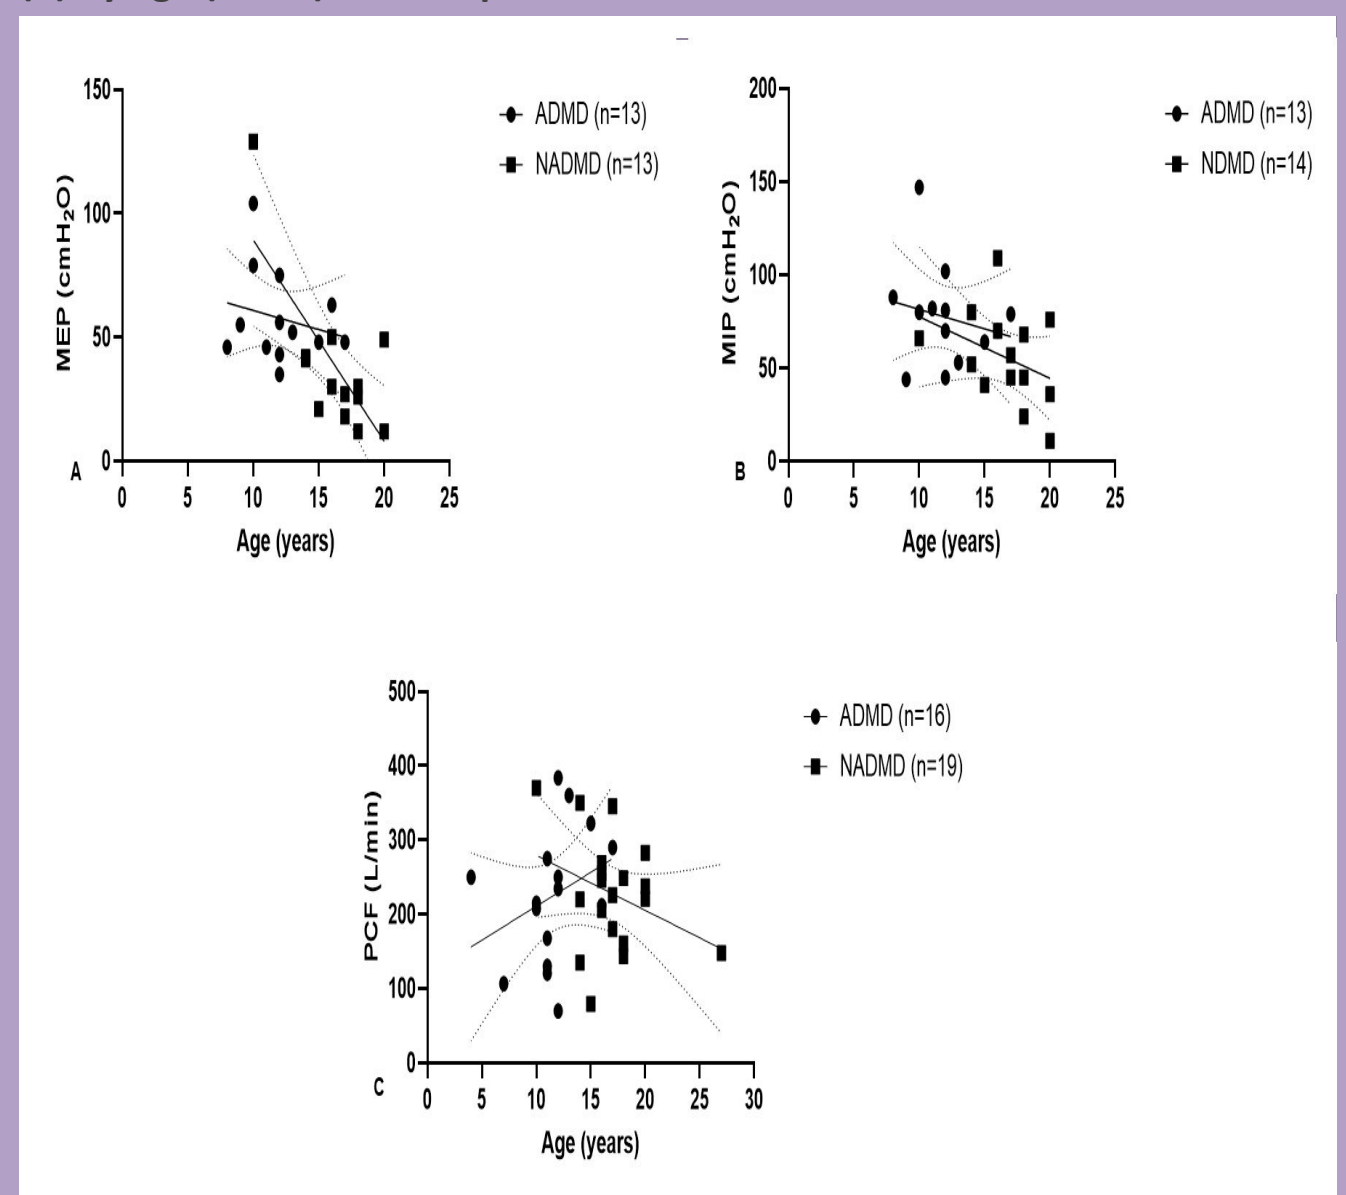 150
100
50
0
MEP (cmH₂O)
0 5 10 15 20 25
Age (years)
A
ADMD (n=13)
NADMD (n=13)
200
150
100
50
0
MIP (cmH₂O)
0 5 10 15 20 25
Age (years)
B
ADMD (n=13)
NDMD (n=14)
500
400
300
200
100
0
PCF (L/min)
0 5 10 15 20 25 30
Age (years)
C
ADMD (n=16)
NADMD (n=19)